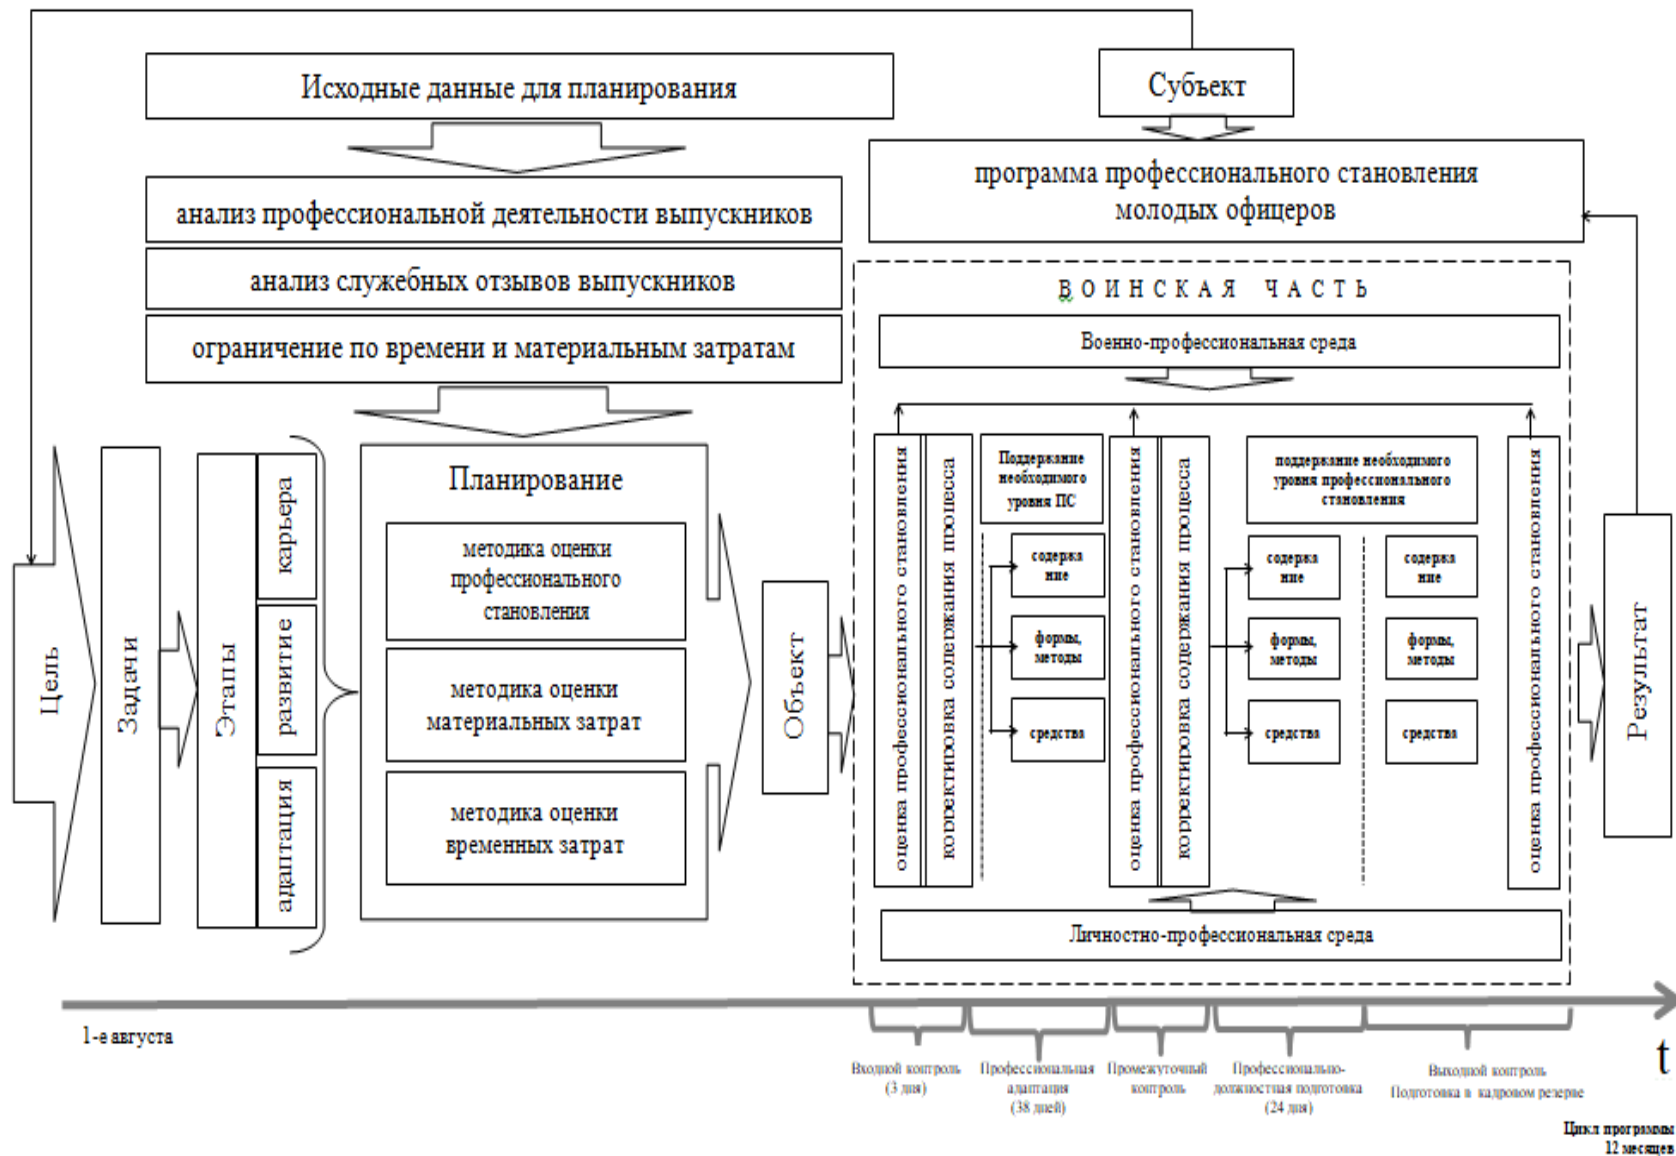 Исходные данные для планирования
Субъект
программа профессионального становления
молодых офицеров
анализ профессиональной деятельности выпускников
анализ служебных отзывов выпускников
ограничение по времени и материальным затратам
ВОИНСКАЯ ЧАСТЬ
Военно-профессиональная среда
Цель
Задачи
Этапы
карьера
развитие
адаптация
Планирование
методика оценки
профессионального
становления
методика оценки
материальных затрат
методика оценки
временных затрат
Объект
оценка профессионального становления
корректировка содержания процесса
Поддержание
необходимого
уровня ПС
содержа
ние
формы,
методы
средства
оценка профессионального становления
корректировка содержания процесса
поддержание необходимого
уровня профессионального
становления
содержа
ние
формы,
методы
средства
содержа
ние
формы,
методы
средства
оценка профессионального становления
Результат
Личностно-профессиональная среда
1-е августа
t
Входной контроль
(3 дня)
Профессиональная
адаптация
(38 дней)
Промежуточный
контроль
Профессионально-
должностная подготовка
(24 дня)
Выходной контроль
Подготовка в кадровом резерве
Цикл программы
12 месяцев